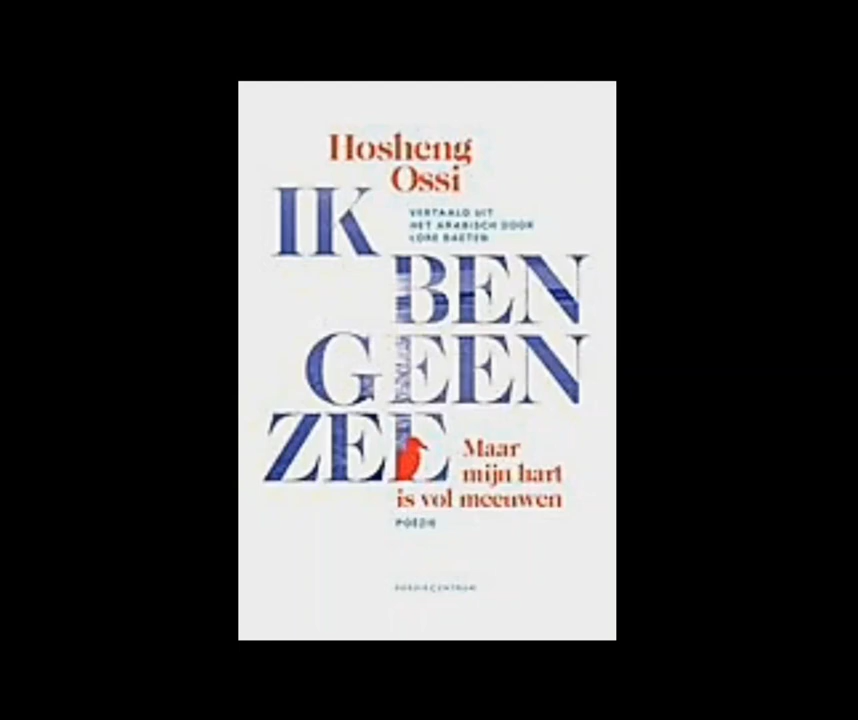 Hosheng
Ossi
IK
VERTAALD UIT
HET ARABISCH DOOR
LORE BAETEN
BEN
GEEN
ZEE
Maar
mijn hart
is vol meeuwen
POËZIE
POËZIECENTRUM